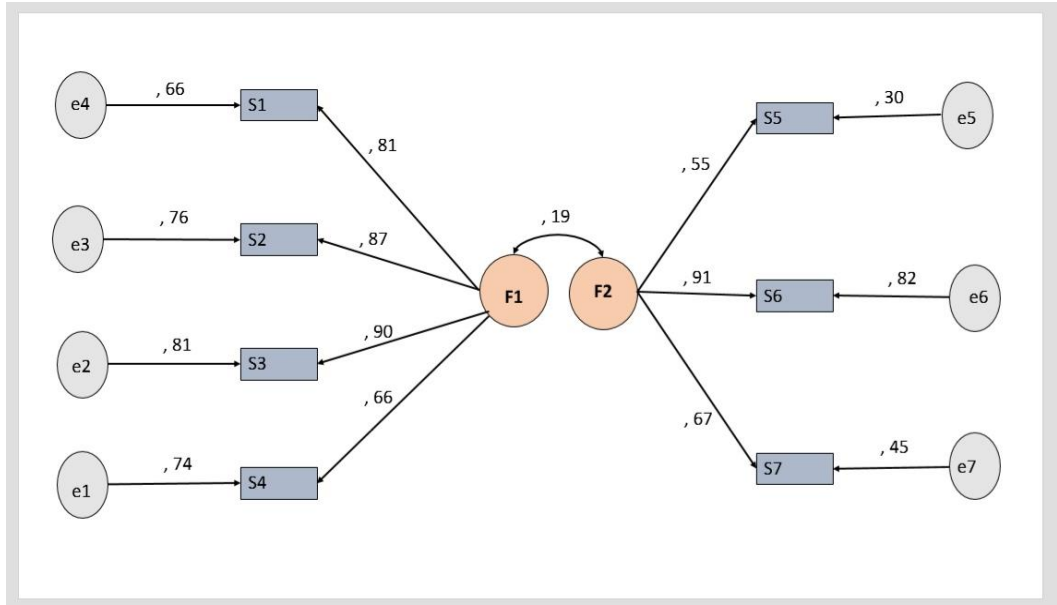 e4
, 66
S1
, 81
e3
, 76
S2
, 87
e2
, 81
S3
, 90
e1
, 74
S4
, 66
F1
, 19
F2
, 55
S5
, 30
e5
, 91
S6
, 82
e6
, 67
S7
, 45
e7